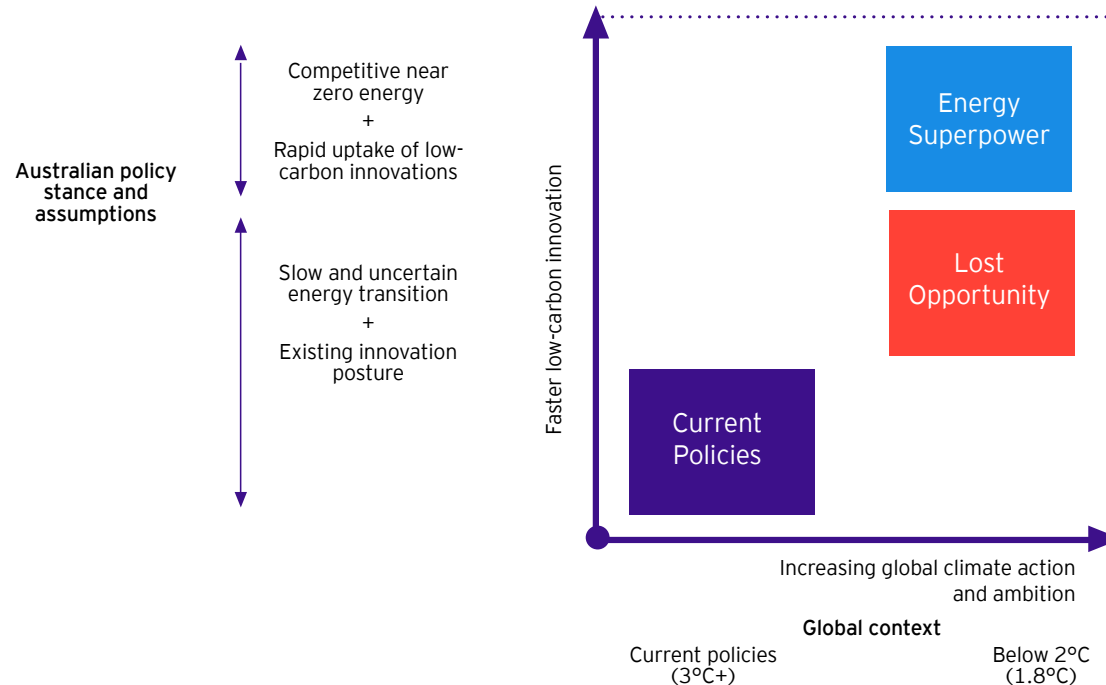 Australian policy
stance and
assumptions
Competitive near
zero energy
+
Rapid uptake of low-
carbon innovations
Slow and uncertain
energy transition
+
Existing innovation
posture
Faster low-carbon innovation
Energy
Superpower
Lost
Opportunity
Current
Policies
Increasing global climate action
and ambition
Global context
Current policies
(3°C+)
Below 2°C
(1.8°C)